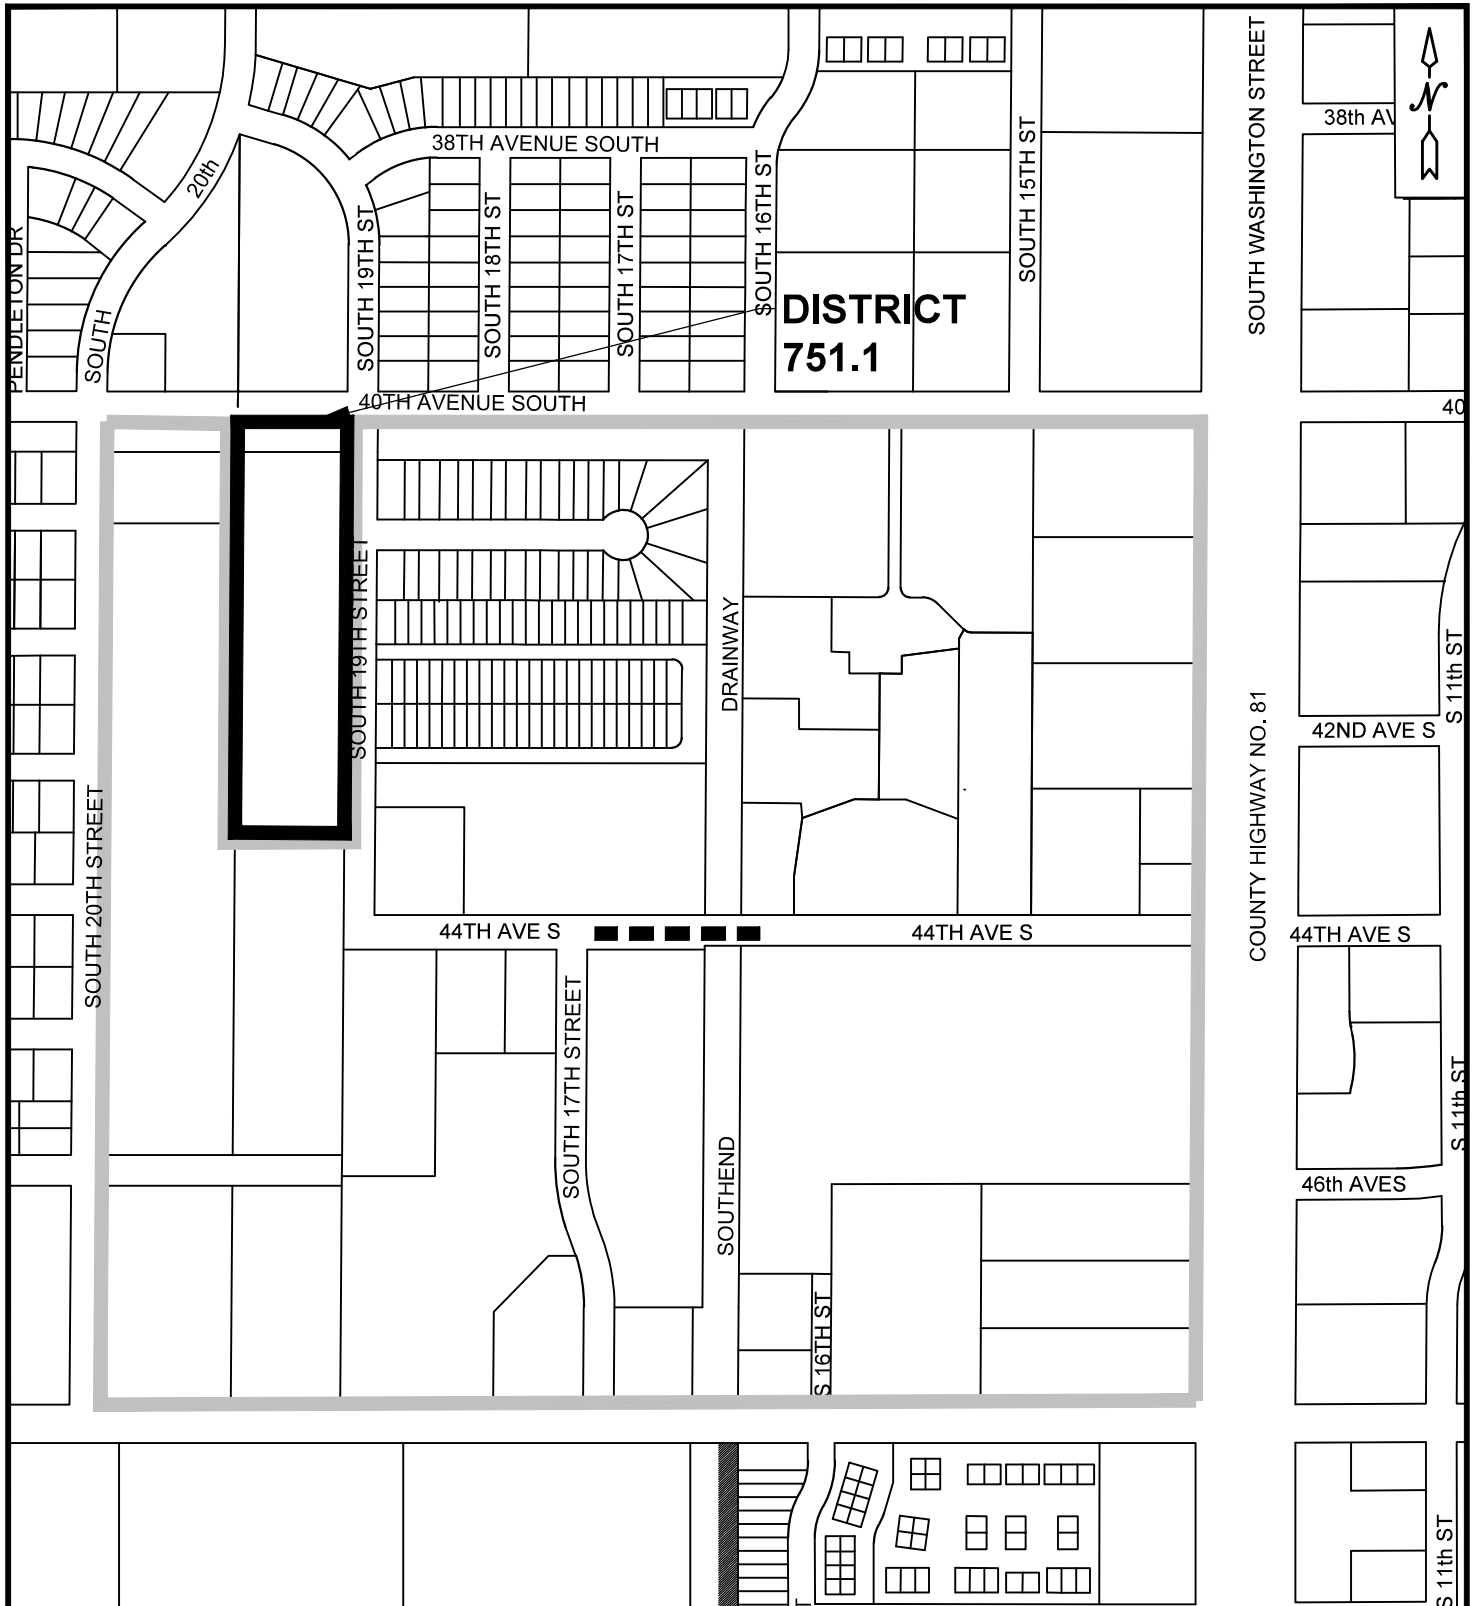 SOUTH WASHINGTON STREET
N
38th AV
38TH AVENUE SOUTH
20th
SOUTH
PENDLETON DR
SOUTH 19TH ST
SOUTH 18TH ST
SOUTH 17TH ST
SOUTH 16TH ST
SOUTH 15TH ST
DISTRICT
751.1
40TH AVENUE SOUTH
40
SOUTH 19TH STREET
DRAINWAY
S 11th ST
42ND AVE S
COUNTY HIGHWAY NO. 81
SOUTH 20TH STREET
44TH AVE S
44TH AVE S
44TH AVE S
SOUTH 17TH STREET
SOUTHEND
S 11th ST
46th AVES
S 16TH ST
S 11th ST